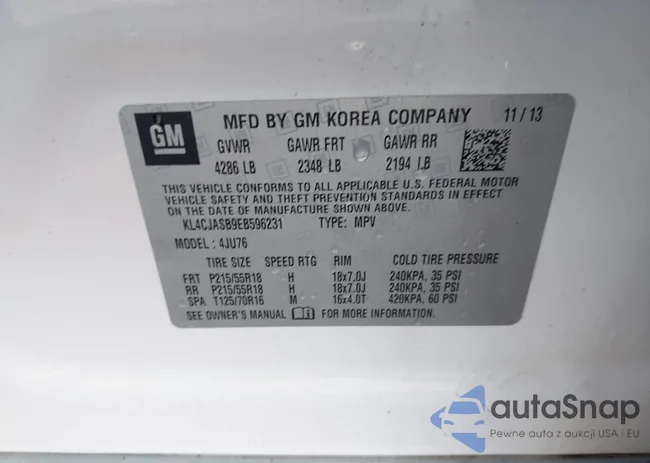 GM MFD BY GM KOREA COMPANY 11/13
GVWR GAWR FRT GAWR RR
4286 LB 2348 LB 2194 LB
THIS VEHICLE CONFORMS TO ALL APPLICABLE U.S. FEDERAL MOTOR
VEHICLE SAFETY AND THEFT PREVENTION STANDARDS IN EFFECT
ON THE DATE OF MANUFACTURE SHOWN ABOVE.
KL4CJASB9EB596231 TYPE: MPV
MODEL: 4JU76
TIRE SIZE SPEED RTG RIM COLD TIRE PRESSURE
FRT P215/55R18 H 18x7.0J 240KPA, 35 PSI
RR P215/55R18 H 18x7.0J 240KPA, 35 PSI
SPA T125/70R16 M 16x4.0T 420KPA, 60 PSI
SEE OWNER'S MANUAL FOR MORE INFORMATION.
autaSnap
Pewne auta z aukcji USA i EU